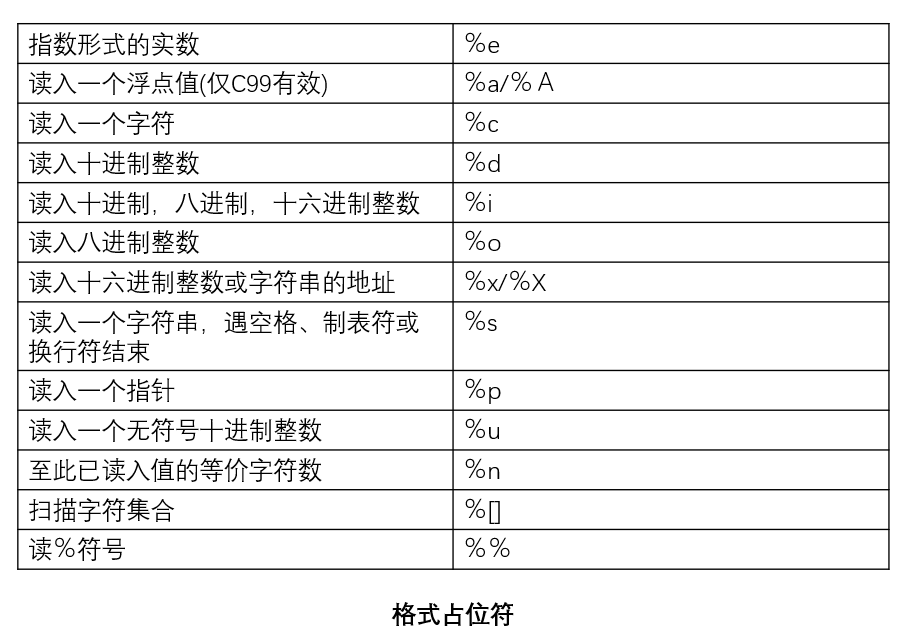 指数形式的实数 %e
读入一个浮点值(仅C99有效) %a/% A
读入一个字符 %c
读入十进制整数 %d
读入十进制，八进制，十六进制整数 %i
读入八进制整数 %o
读入十六进制整数或字符串的地址 %x/%X
读入一个字符串，遇空格、制表符或 %s
换行符结束
读入一个指针 %p
读入一个无符号十进制整数 %u
至此已读入值的等价字符数 %n
扫描字符集合 %[]
读%符号 %%
格式占位符